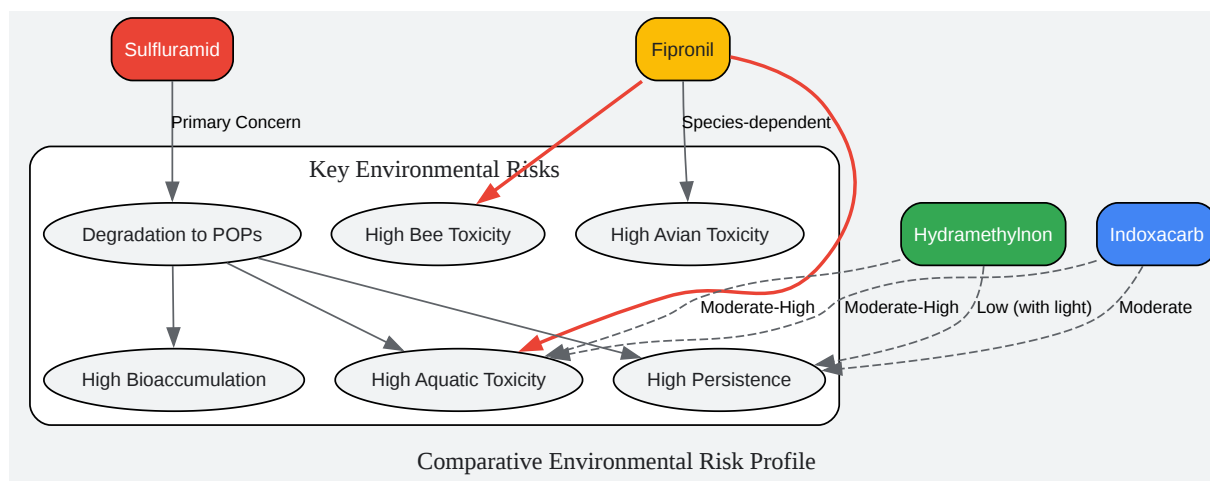 Sulfluramid
Fipronil
Primary Concern
Species-dependent
Key Environmental Risks
Degradation to POPs
High Bee Toxicity
High Avian Toxicity
Hydramethylnon
Indoxacarb
Moderate-High
Moderate-High
Low (with light)
Moderate
High Bioaccumulation
High Aquatic Toxicity
High Persistence
Comparative Environmental Risk Profile